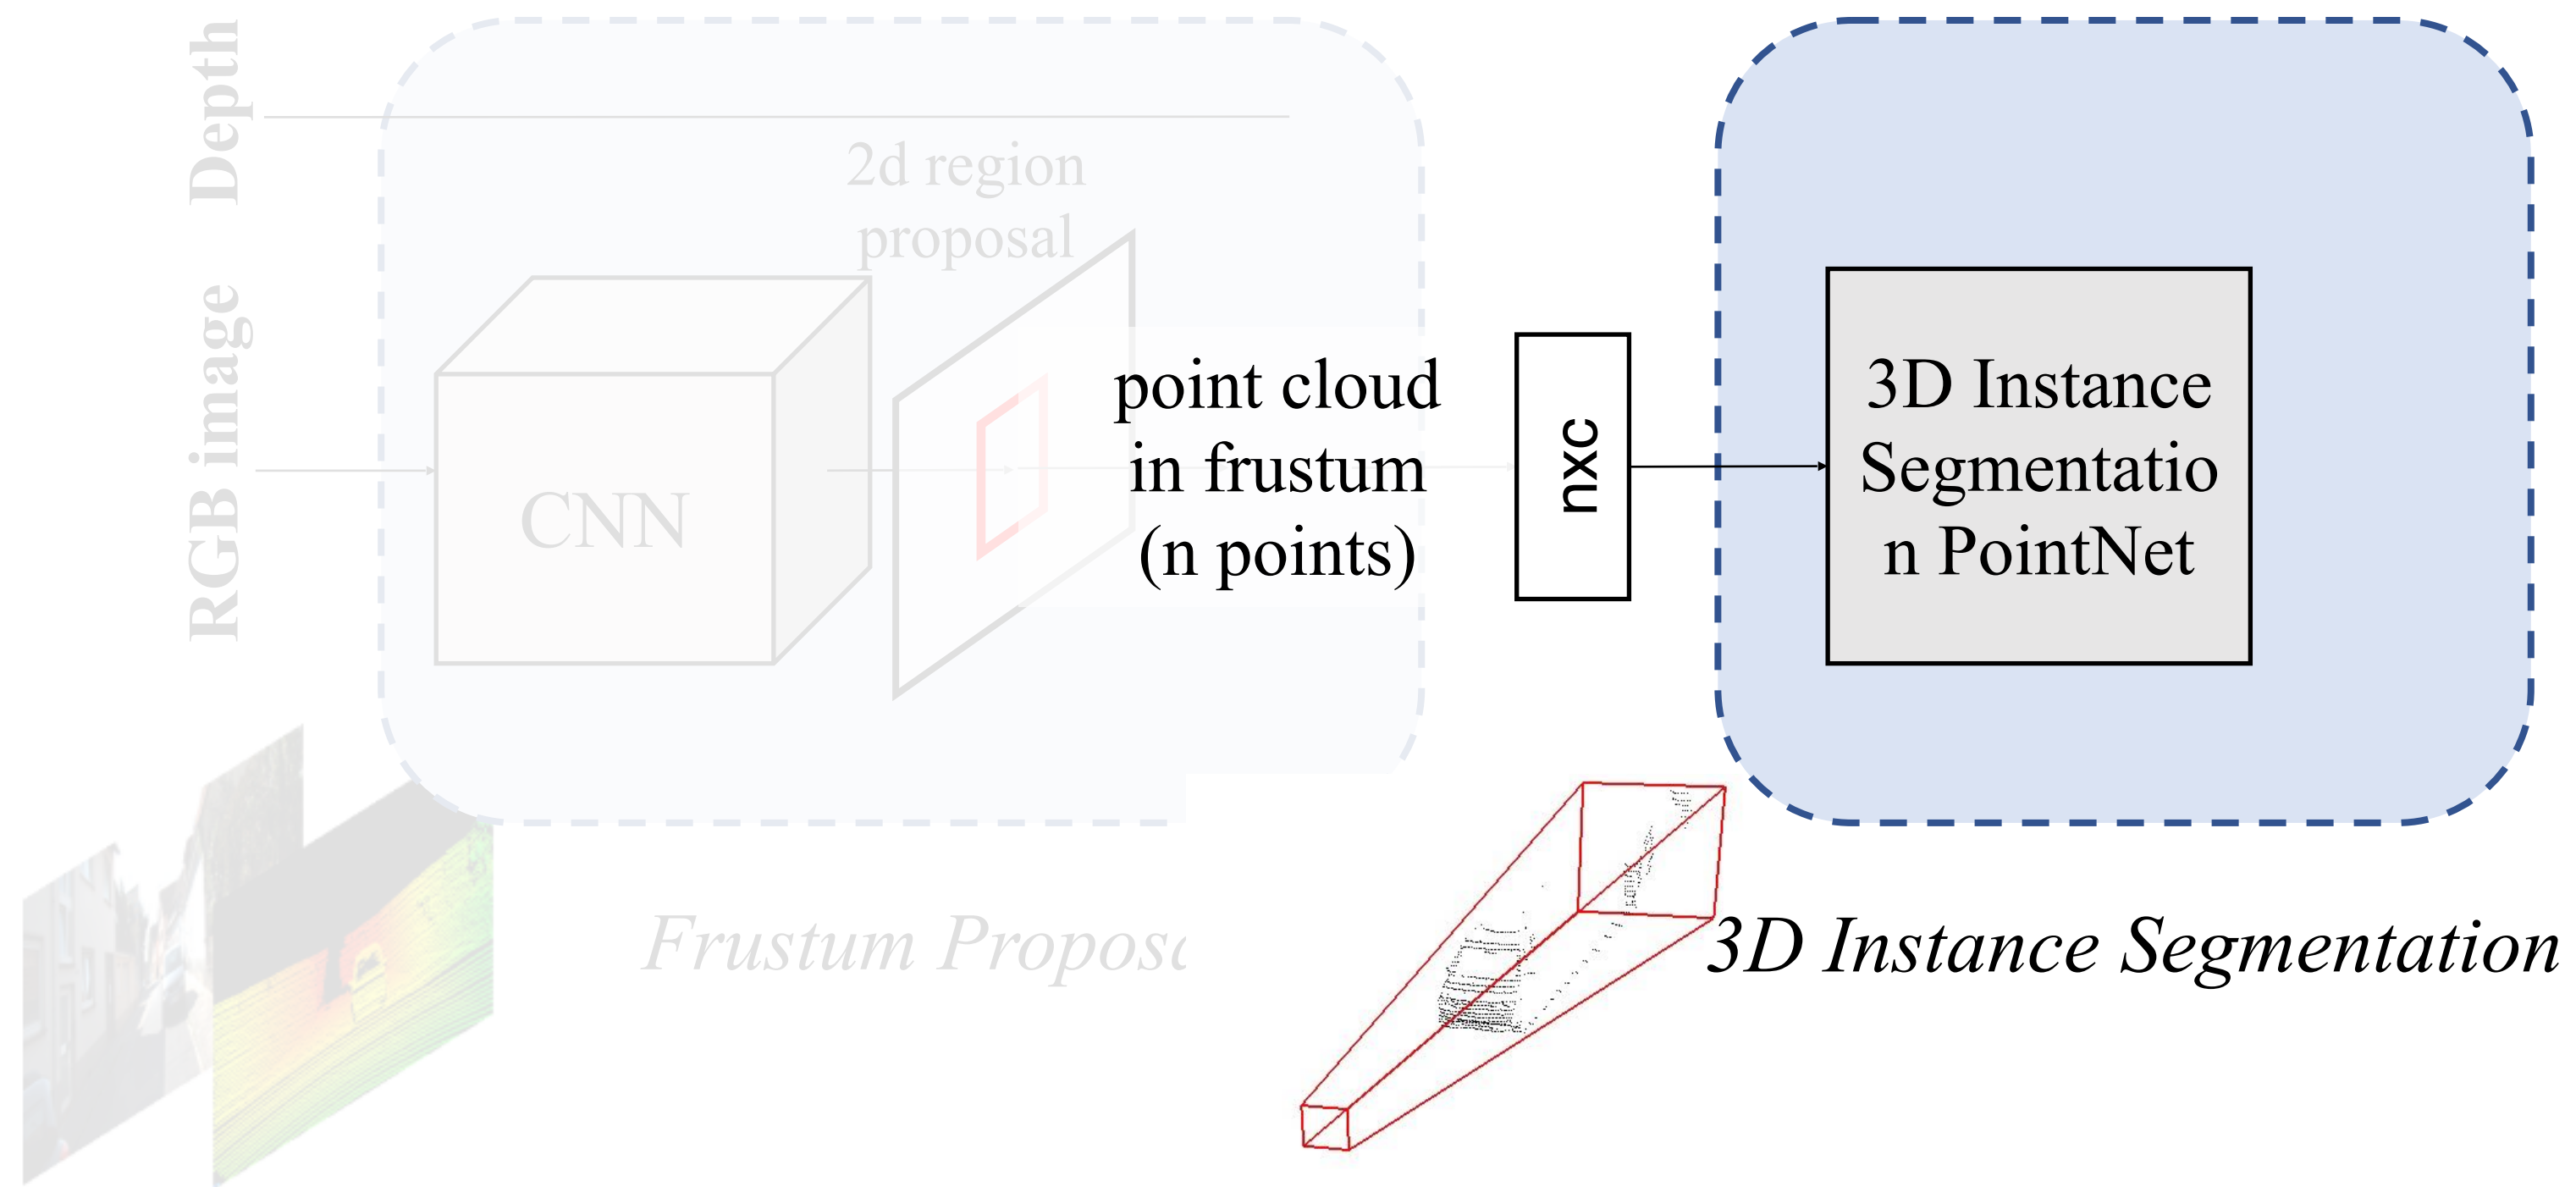 Depth
RGB image
2d region
proposal
CNN
point cloud
in frustum
(n points)
nxc
3D Instance
Segmentatio
n PointNet
Frustum Propos
3D Instance Segmentation